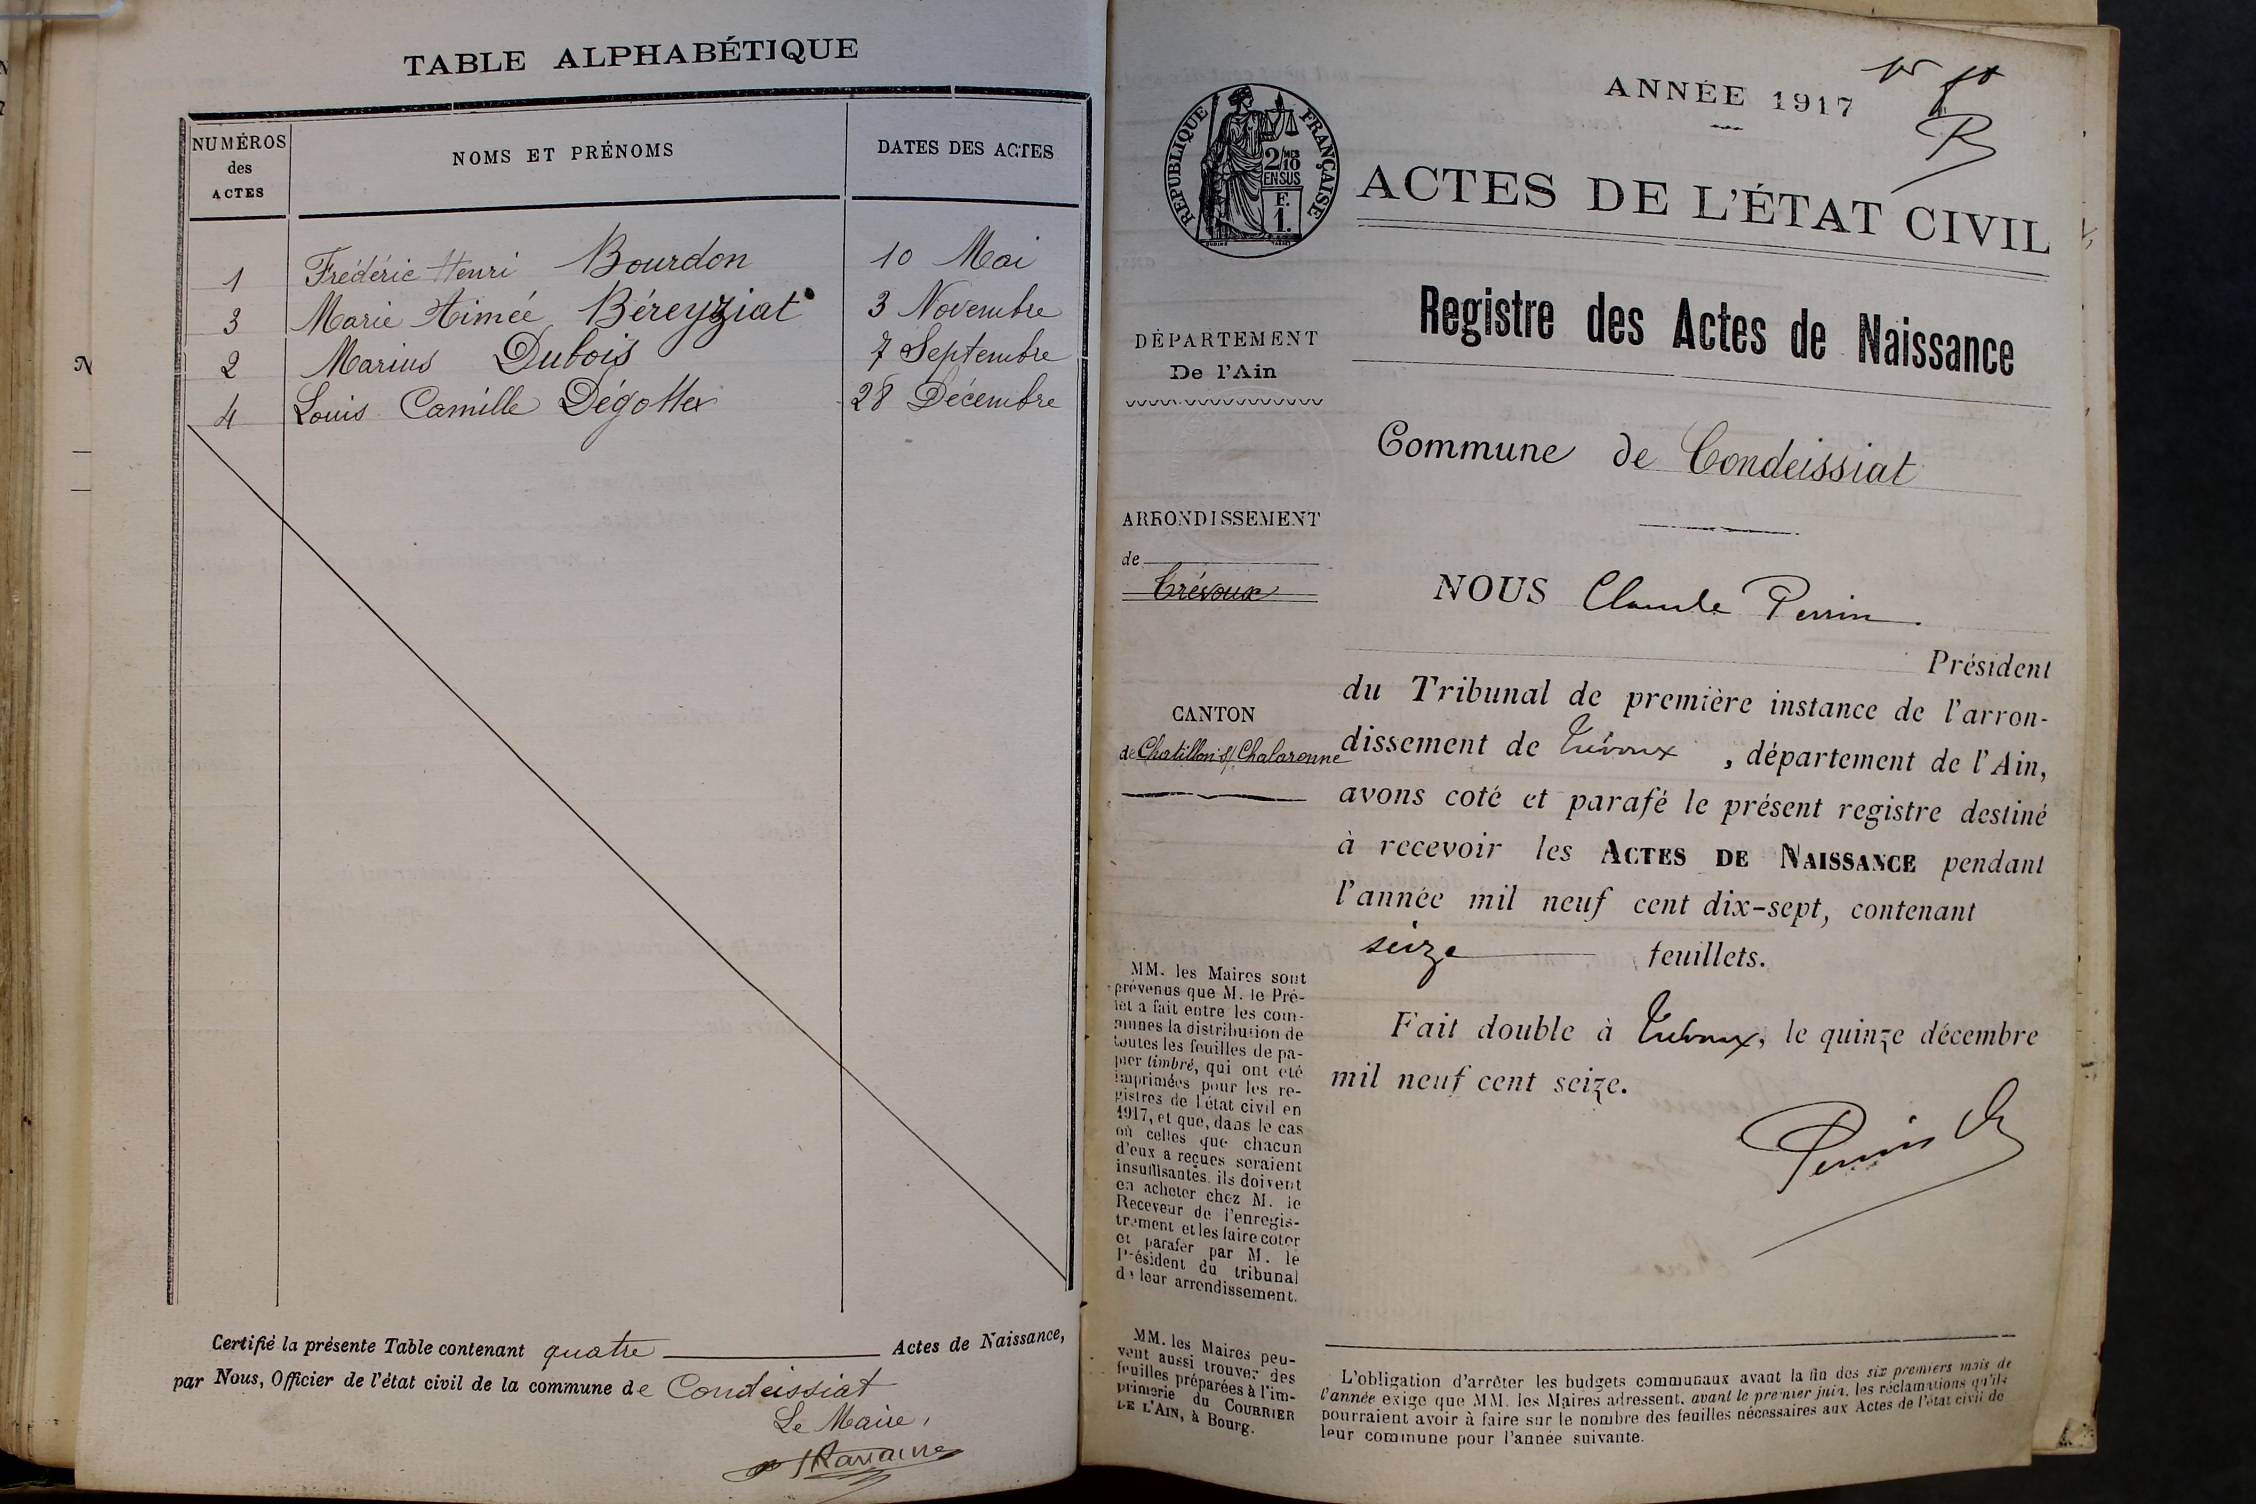 TABLE ALPHABÉTIQUE
NUMÉROS des ACTES
NOMS ET PRÉNOMS
DATES DES ACTES
1 Frédéric Henri Bourdon 10 Mai
3 Marie Aimée Béreyziat 3 Novembre
2 Marius Dubois 7 Septembre
4 Louis Camille Dégottex 28 Décembre
Certifié la présente Table contenant quatre Actes de Naissance,
par Nous, Officier de l'état civil de la commune de Condeissiat
Le Maire,
ANNÉE 1917
RÉPUBLIQUE FRANÇAISE
2/10
MES
EN SUS
F.
1.
ACTES DE L'ÉTAT CIVIL
Registre des Actes de Naissance
DÉPARTEMENT
De l'Ain
Commune de Condeissiat
ARRONDISSEMENT
de
Trévoux
NOUS Claude Perrin
Président
du Tribunal de première instance de l'arron-
dissement de Trévoux, département de l'Ain,
avons coté et parafé le présent registre destiné
à recevoir les ACTES DE NAISSANCE pendant
l'année mil neuf cent dix-sept, contenant
seize feuillets.
Fait double à Trévoux, le quinze décembre
mil neuf cent seize.
Perrin
CANTON
de Chatillon s/ Chalaronne
MM. les Maires sont
prévenus que M. le Pré-
fet a fait entre les com-
munes la distribution de
toutes les feuilles de pa-
pier timbré, qui ont été
imprimées pour les re-
gistres de l'état civil en
1917, et que, dans le cas
où celles que chacun
d'eux a reçues seraient
insuffisantes, ils doivent
en acheter chez M. le
Receveur de l'enregis-
trement et les faire coter
et parafer par M. le
Président du tribunal
de leur arrondissement.
MM. les Maires peu-
vent aussi trouver des
feuilles préparées à l'im-
primerie du COURRIER
DE L'AIN, à Bourg.
L'obligation d'arrêter les budgets communaux avant la fin des six premiers mois de
l'année exige que MM. les Maires adressent, avant le premier juin, les réclamations qu'ils
pourraient avoir à faire sur le nombre des feuilles nécessaires aux Actes de l'état civil de
leur commune pour l'année suivante.